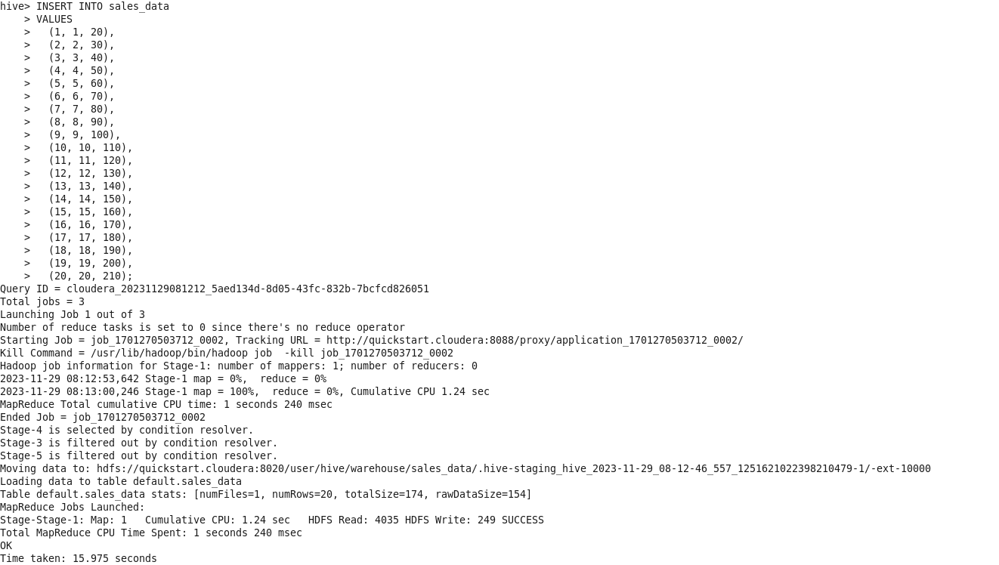 hive> INSERT INTO sales_data
    > VALUES
    >   (1, 1, 20),
    >   (2, 2, 30),
    >   (3, 3, 40),
    >   (4, 4, 50),
    >   (5, 5, 60),
    >   (6, 6, 70),
    >   (7, 7, 80),
    >   (8, 8, 90),
    >   (9, 9, 100),
    >   (10, 10, 110),
    >   (11, 11, 120),
    >   (12, 12, 130),
    >   (13, 13, 140),
    >   (14, 14, 150),
    >   (15, 15, 160),
    >   (16, 16, 170),
    >   (17, 17, 180),
    >   (18, 18, 190),
    >   (19, 19, 200),
    >   (20, 20, 210);
Query ID = cloudera_20231129081212_5aed134d-8d05-43fc-832b-7bcfcd826051
Total jobs = 3
Launching Job 1 out of 3
Number of reduce tasks is set to 0 since there's no reduce operator
Starting Job = job_1701270503712_0002, Tracking URL = http://quickstart.cloudera:8088/proxy/application_1701270503712_0002/
Kill Command = /usr/lib/hadoop/bin/hadoop job  -kill job_1701270503712_0002
Hadoop job information for Stage-1: number of mappers: 1; number of reducers: 0
2023-11-29 08:12:53,642 Stage-1 map = 0%,  reduce = 0%
2023-11-29 08:13:00,246 Stage-1 map = 100%,  reduce = 0%, Cumulative CPU 1.24 sec
MapReduce Total cumulative CPU time: 1 seconds 240 msec
Ended Job = job_1701270503712_0002
Stage-4 is selected by condition resolver.
Stage-3 is filtered out by condition resolver.
Stage-5 is filtered out by condition resolver.
Moving data to: hdfs://quickstart.cloudera:8020/user/hive/warehouse/sales_data/.hive-staging_hive_2023-11-29_08-12-46_557_1251621022398210479-1/-ext-10000
Loading data to table default.sales_data
Table default.sales_data stats: [numFiles=1, numRows=20, totalSize=174, rawDataSize=154]
MapReduce Jobs Launched:
Stage-Stage-1: Map: 1   Cumulative CPU: 1.24 sec   HDFS Read: 4035 HDFS Write: 249 SUCCESS
Total MapReduce CPU Time Spent: 1 seconds 240 msec
OK
Time taken: 15.975 seconds